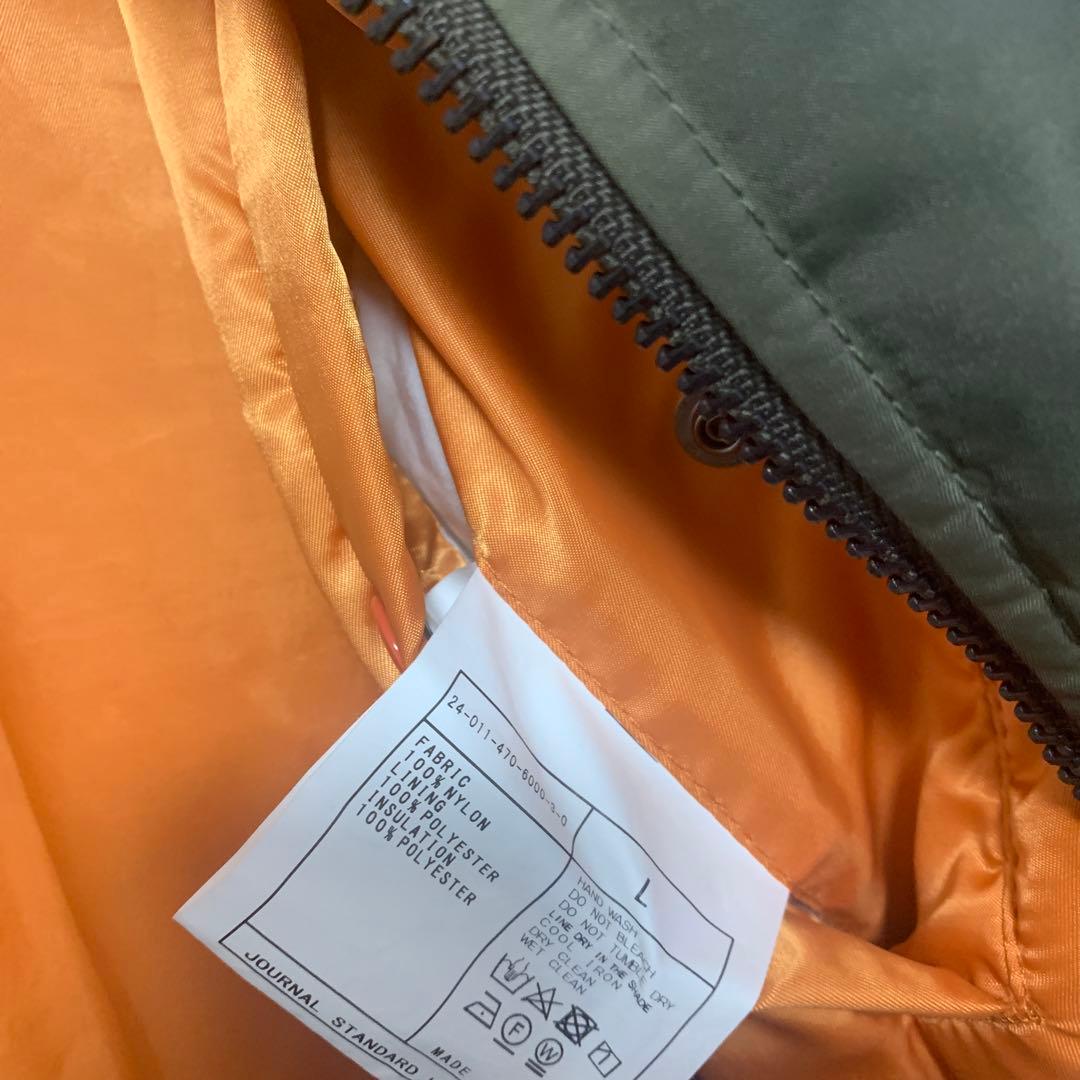 24-011-470-6000-3-0
L
FABRIC
100%NYLON
LINING
100%POLYESTER
INSULATION
100%POLYESTER
HAND WASH
DO NOT BLEACH
DO NOT TUMBLE DRY
LINE DRY IN THE SHADE
COOL IRON
DRY CLEAN
WET CLEAN
F
W
JOURNAL STANDARD
MADE